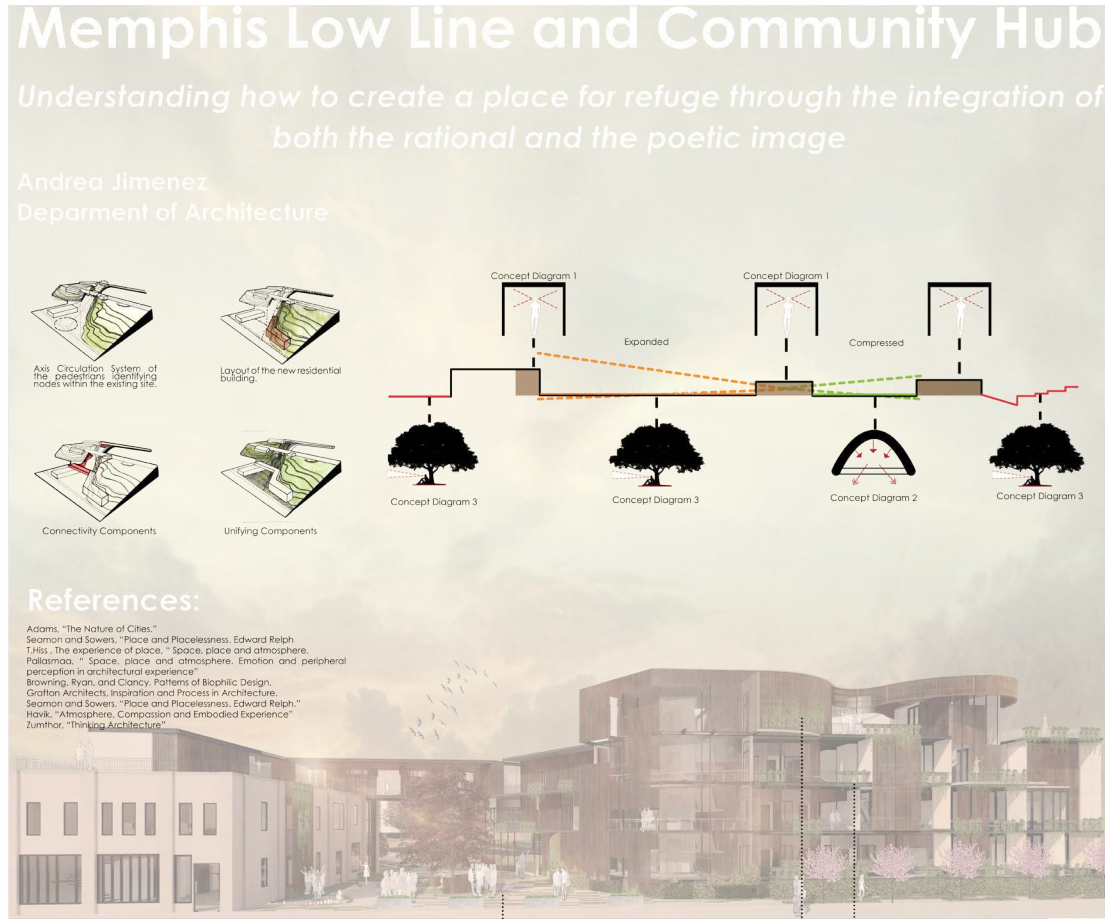 Memphis Low Line and Community Hub
Understanding how to create a place for refuge through the integration of
both the rational and the poetic image
Andrea Jimenez
Deparment of Architecture
Axis Circulation System of
the pedestrians identifying
nodes within the existing site.
Layout of the new residential
building.
Connectivity Components
Unifying Components
Concept Diagram 1
Concept Diagram 1
Expanded
Compressed
Concept Diagram 3
Concept Diagram 3
Concept Diagram 2
Concept Diagram 3
References:
Adams, “The Nature of Cities.”
Seamon and Sowers, “Place and Placelessness. Edward Relph
T.Hiss , The experience of place, “ Space, place and atmosphere.
Pallasmaa, “ Space, place and atmosphere. Emotion and peripheral
perception in architectural experience”
Browning, Ryan, and Clancy, Patterns of Biophilic Design.
Grafton Architects, Inspiration and Process in Architecture.
Seamon and Sowers, “Place and Placelessness. Edward Relph.”
Havik, “Atmosphere, Compassion and Embodied Experience”
Zumthor, “Thinking Architecture”